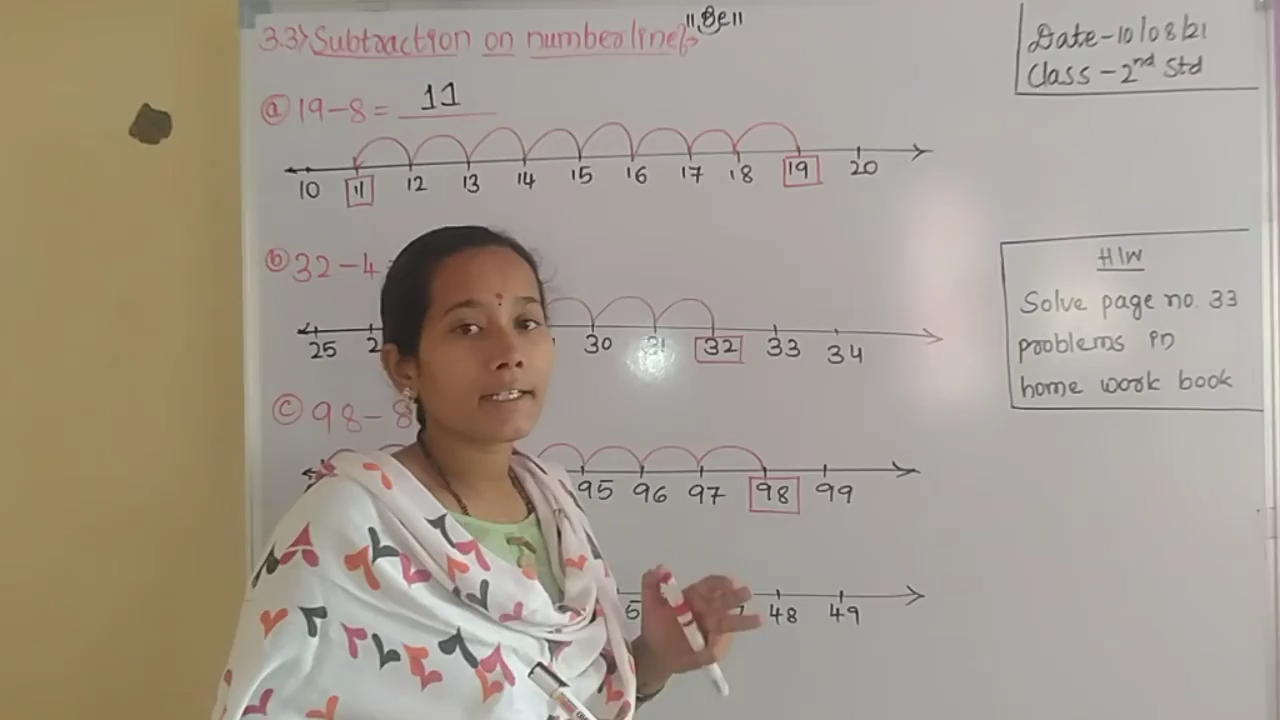 3.3) Subtraction on numberline:-
"Be"
Date-10/08/21
Class - 2nd Std
a) 19-8= 11
10 11 12 13 14 15 16 17 18 19 20
b) 32-4
25 30 31 32 33 34
c) 98-8
95 96 97 98 99
48 49
H/W
Solve page no. 33
problems in
home work book